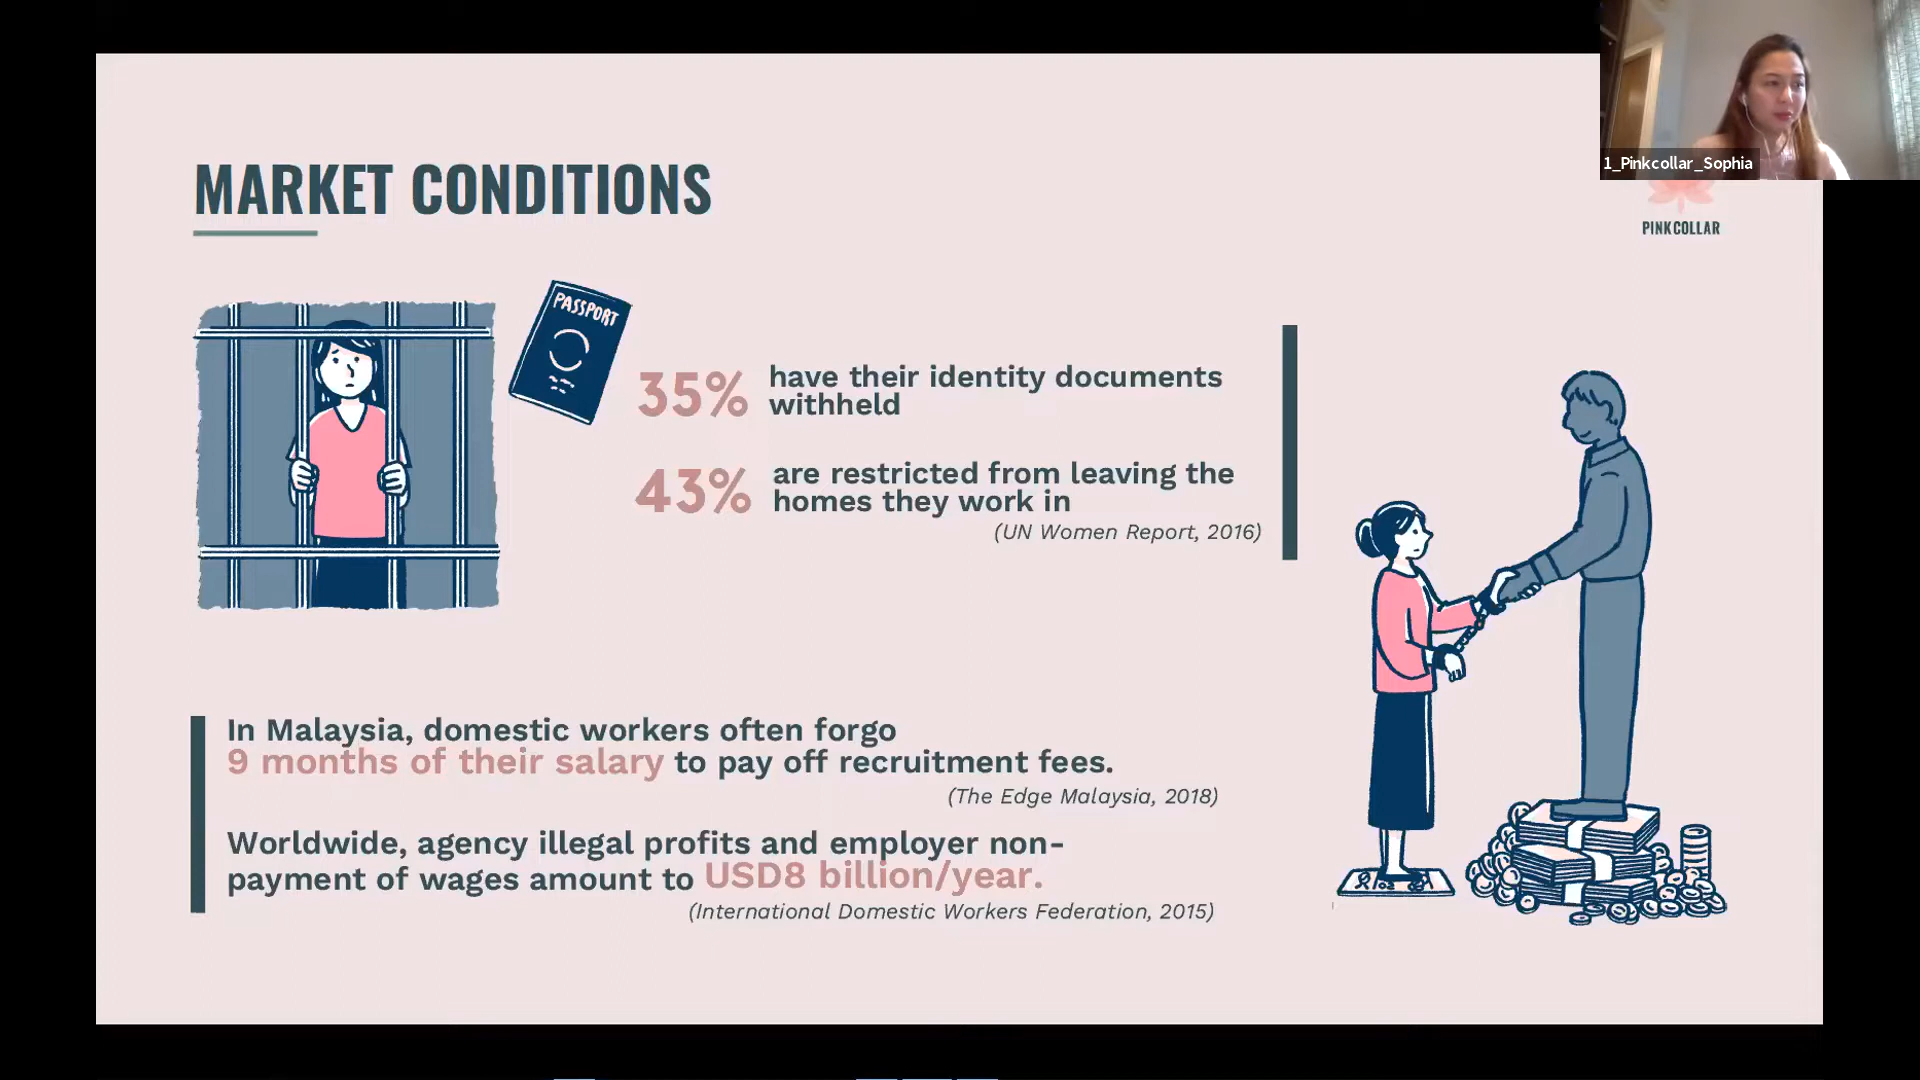 1_Pinkcollar_Sophia
PINKCOLLAR
MARKET CONDITIONS
PASSPORT
35% have their identity documents
withheld
43% are restricted from leaving the
homes they work in
(UN Women Report, 2016)
In Malaysia, domestic workers often forgo
9 months of their salary to pay off recruitment fees.
(The Edge Malaysia, 2018)
Worldwide, agency illegal profits and employer non-
payment of wages amount to USD8 billion/year.
(International Domestic Workers Federation, 2015)